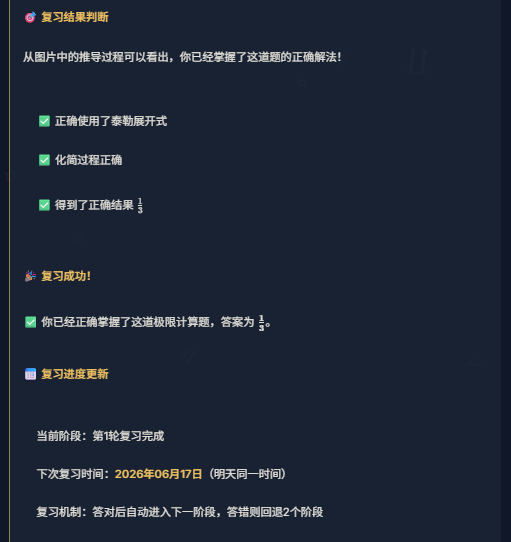 🎯 复习结果判断
从图片中的推导过程可以看出，你已经掌握了这道题的正确解法！
✅ 正确使用了泰勒展开式
✅ 化简过程正确
✅ 得到了正确结果 1/3
🎉 复习成功！
✅ 你已经正确掌握了这道极限计算题，答案为 1/3。
📅 复习进度更新
当前阶段：第1轮复习完成
下次复习时间：2026年06月17日（明天同一时间）
复习机制：答对后自动进入下一阶段，答错则回退2个阶段